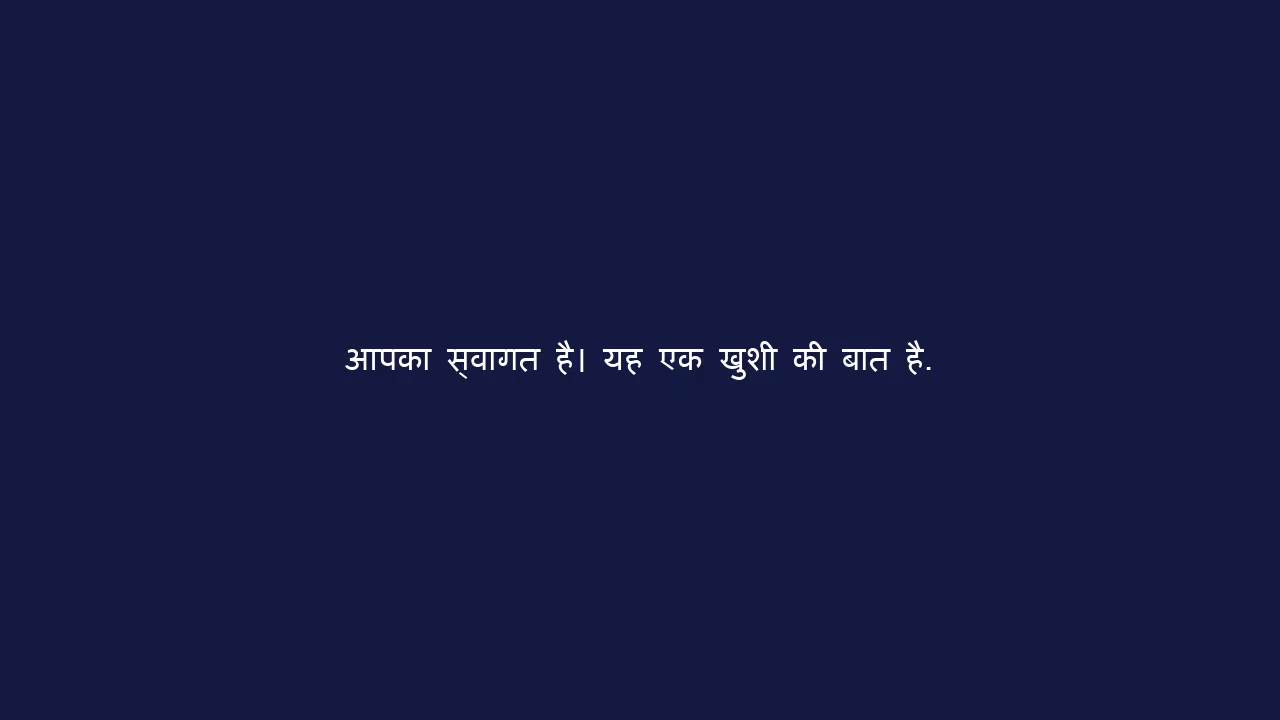 आपका स्वागत है। यह एक खुशी की बात है.